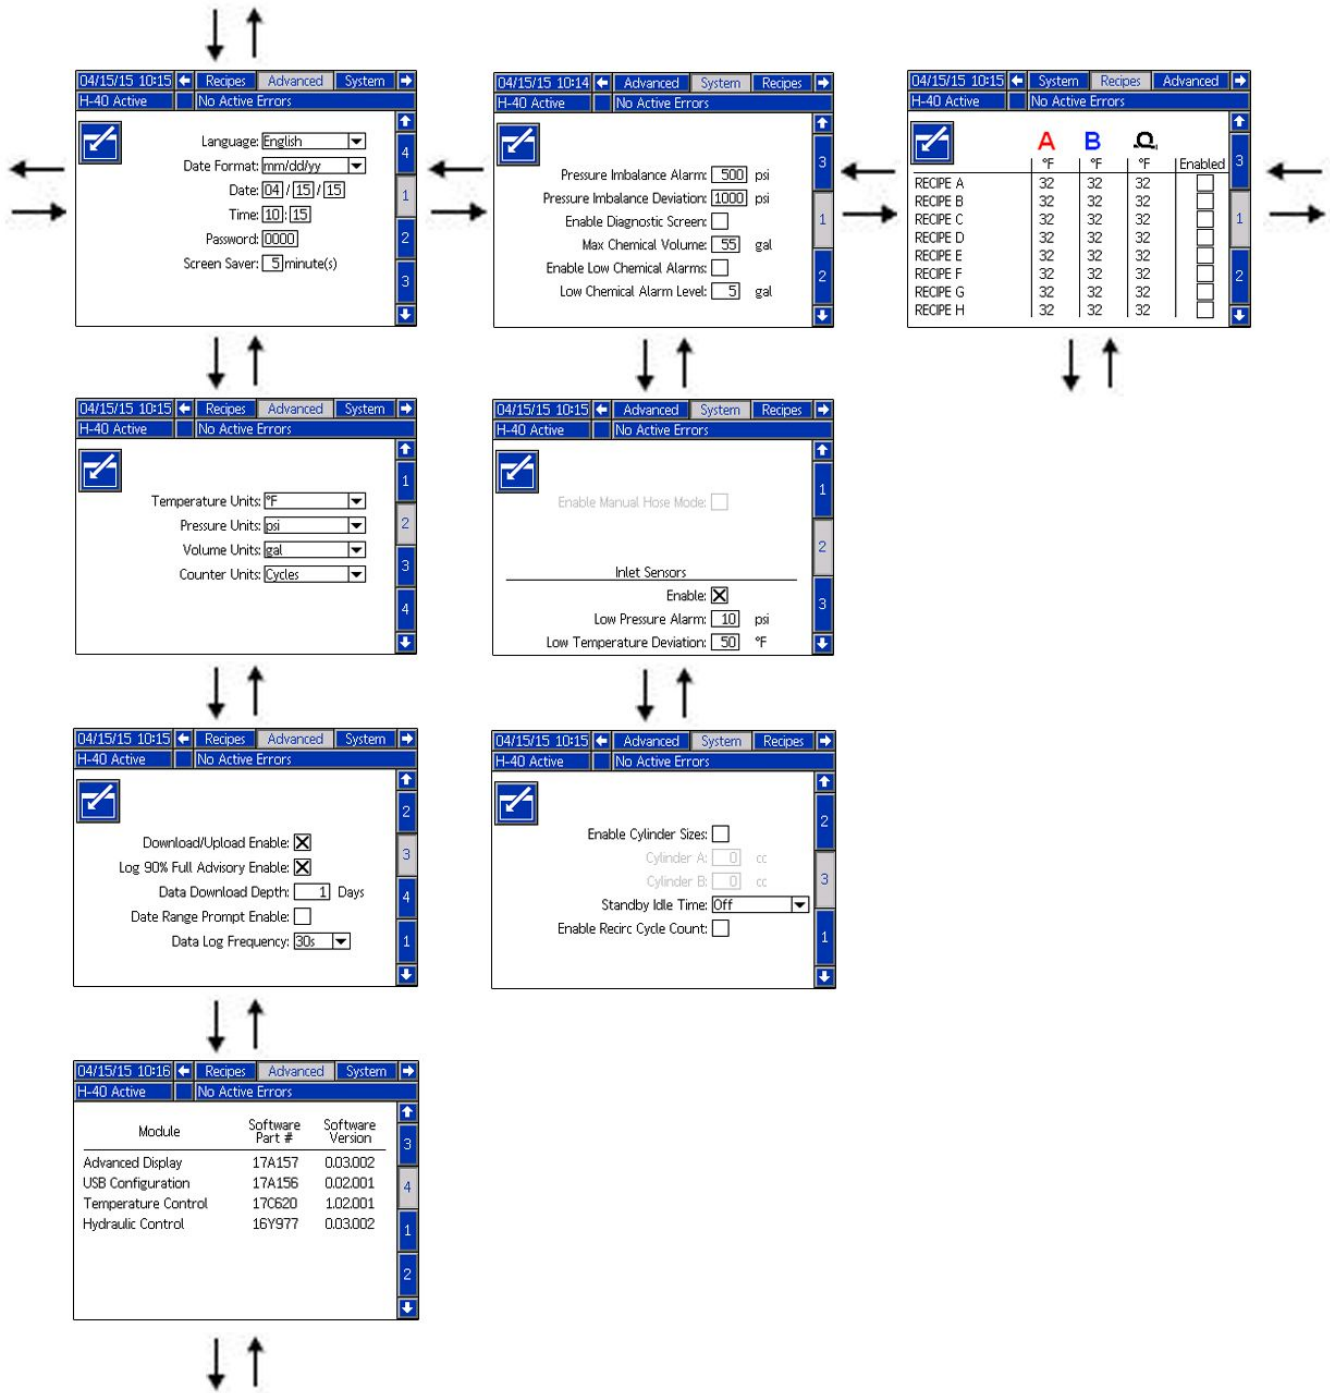 04/15/15 10:15 Recipes Advanced System
H-40 Active No Active Errors
Language: English
Date Format: mm/dd/yy
Date: 04 / 15 / 15
Time: 10 : 15
Password: 0000
Screen Saver: 5 minute(s)
4
1
2
3
04/15/15 10:14 Advanced System Recipes
H-40 Active No Active Errors
Pressure Imbalance Alarm: 500 psi
Pressure Imbalance Deviation: 1000 psi
Enable Diagnostic Screen:
Max Chemical Volume: 55 gal
Enable Low Chemical Alarms:
Low Chemical Alarm Level: 5 gal
3
1
2
04/15/15 10:15 System Recipes Advanced
H-40 Active No Active Errors
A B
°F °F °F Enabled
RECIPE A 32 32 32
RECIPE B 32 32 32
RECIPE C 32 32 32
RECIPE D 32 32 32
RECIPE E 32 32 32
RECIPE F 32 32 32
RECIPE G 32 32 32
RECIPE H 32 32 32
3
1
2
04/15/15 10:15 Recipes Advanced System
H-40 Active No Active Errors
Temperature Units: °F
Pressure Units: psi
Volume Units: gal
Counter Units: Cycles
1
2
3
4
04/15/15 10:15 Advanced System Recipes
H-40 Active No Active Errors
Enable Manual Hose Mode:
Inlet Sensors
Enable:
Low Pressure Alarm: 10 psi
Low Temperature Deviation: 50 °F
1
2
3
04/15/15 10:15 Recipes Advanced System
H-40 Active No Active Errors
Download/Upload Enable:
Log 90% Full Advisory Enable:
Data Download Depth: 1 Days
Date Range Prompt Enable:
Data Log Frequency: 30s
2
3
4
1
04/15/15 10:15 Advanced System Recipes
H-40 Active No Active Errors
Enable Cylinder Sizes:
Cylinder A: 0 cc
Cylinder B: 0 cc
Standby Idle Time: Off
Enable Recirc Cycle Count:
2
3
1
04/15/15 10:16 Recipes Advanced System
H-40 Active No Active Errors
Module Software Part # Software Version
Advanced Display 17A157 0.03.002
USB Configuration 17A156 0.02.001
Temperature Control 17C620 1.02.001
Hydraulic Control 16Y977 0.03.002
3
4
1
2